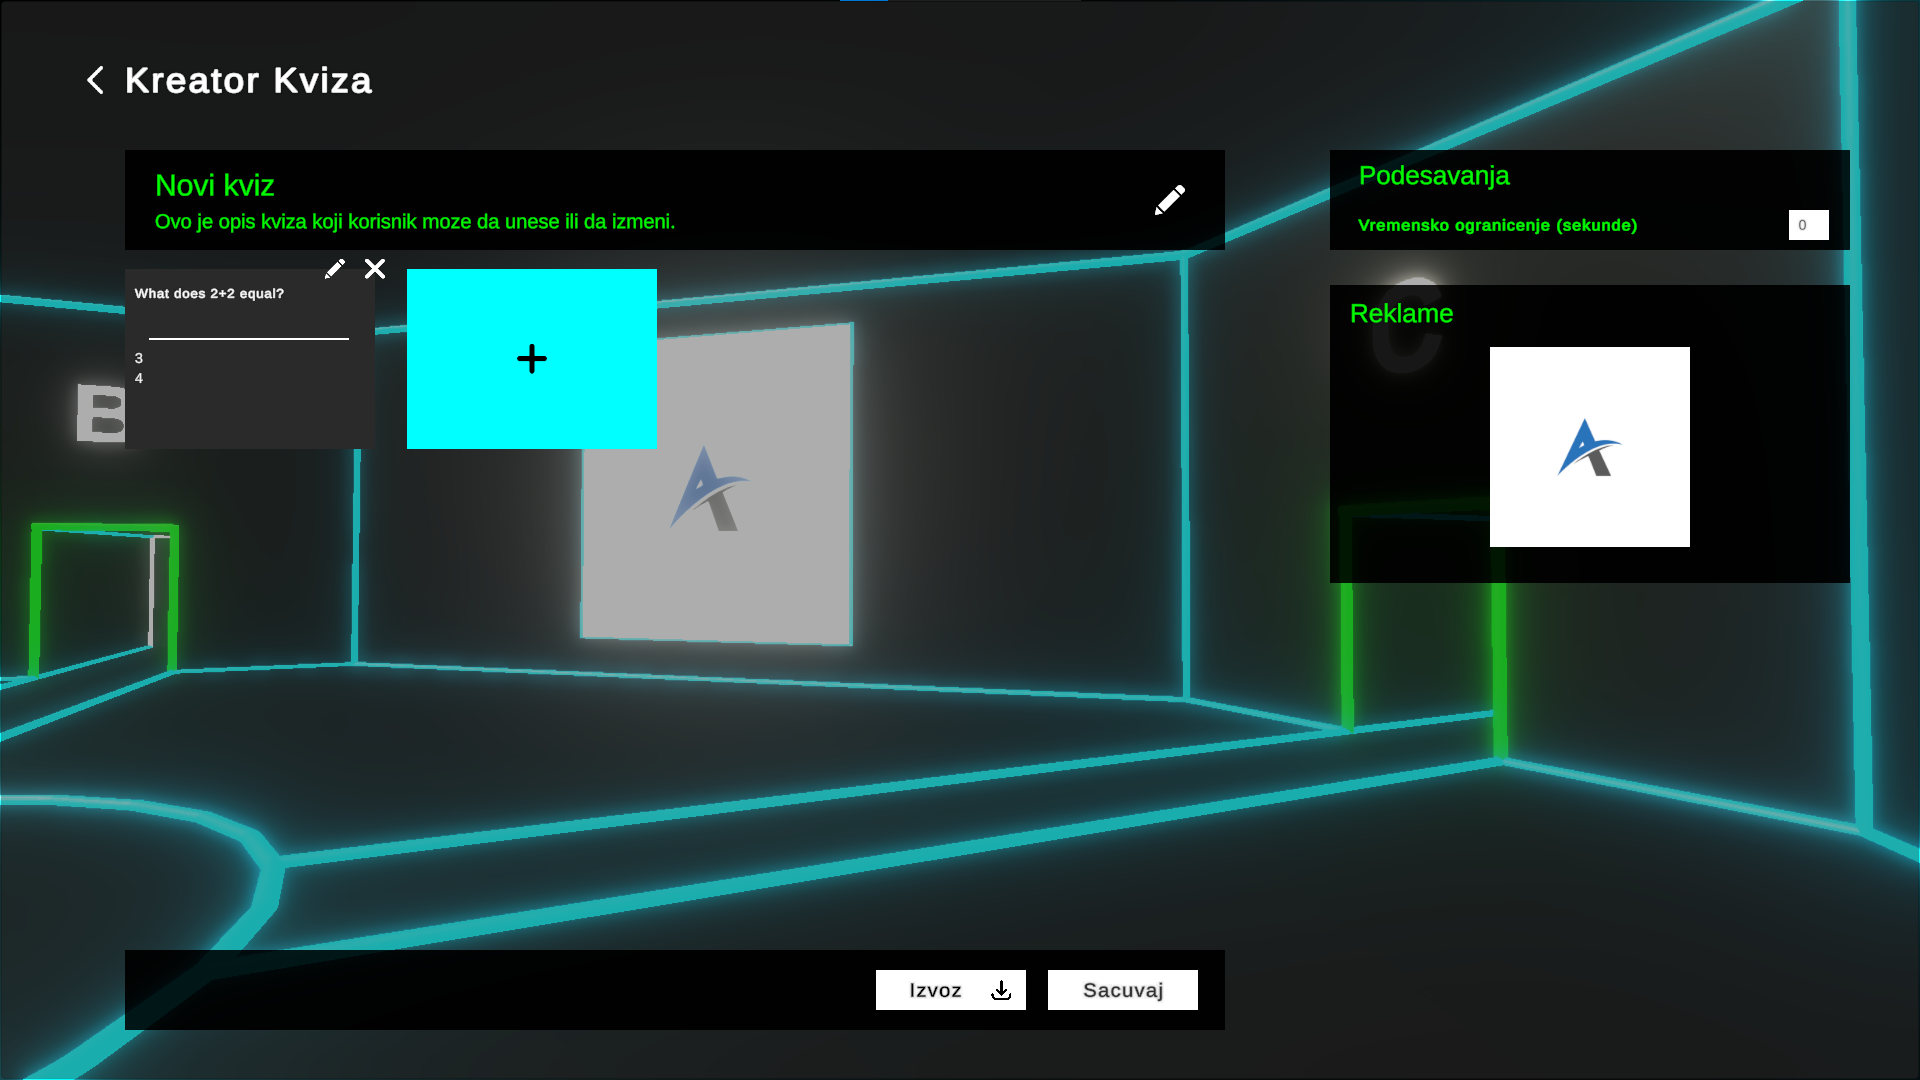 Kreator Kviza
Novi kviz
Ovo je opis kviza koji korisnik moze da unese ili da izmeni.
Podesavanja
Vremensko ogranicenje (sekunde)
0
What does 2+2 equal?
3
4
B
Reklame
C
Izvoz
Sacuvaj